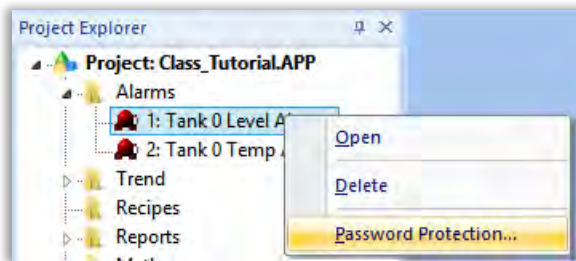 Project Explorer
Project: Class_Tutorial.APP
Alarms
1: Tank 0 Level
2: Tank 0 Temp
Trend
Recipes
Reports
Open
Delete
Password Protection...